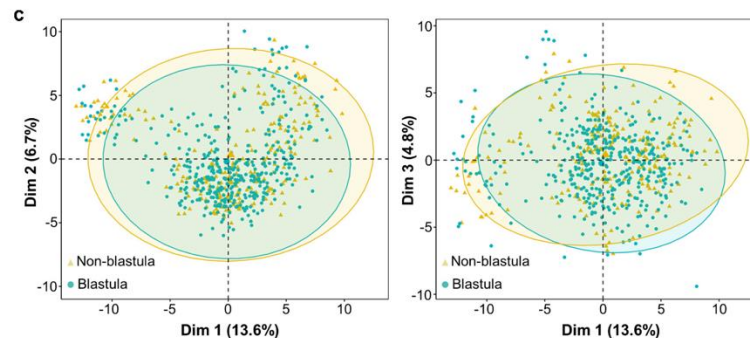 c
10
5
0
-5
-10
Dim 2 (6.7%)
Non-blastula
Blastula
-10 -5 0 5 10
Dim 1 (13.6%)
10
5
0
-5
-10
Dim 3 (4.8%)
Non-blastula
Blastula
-10 -5 0 5 10
Dim 1 (13.6%)